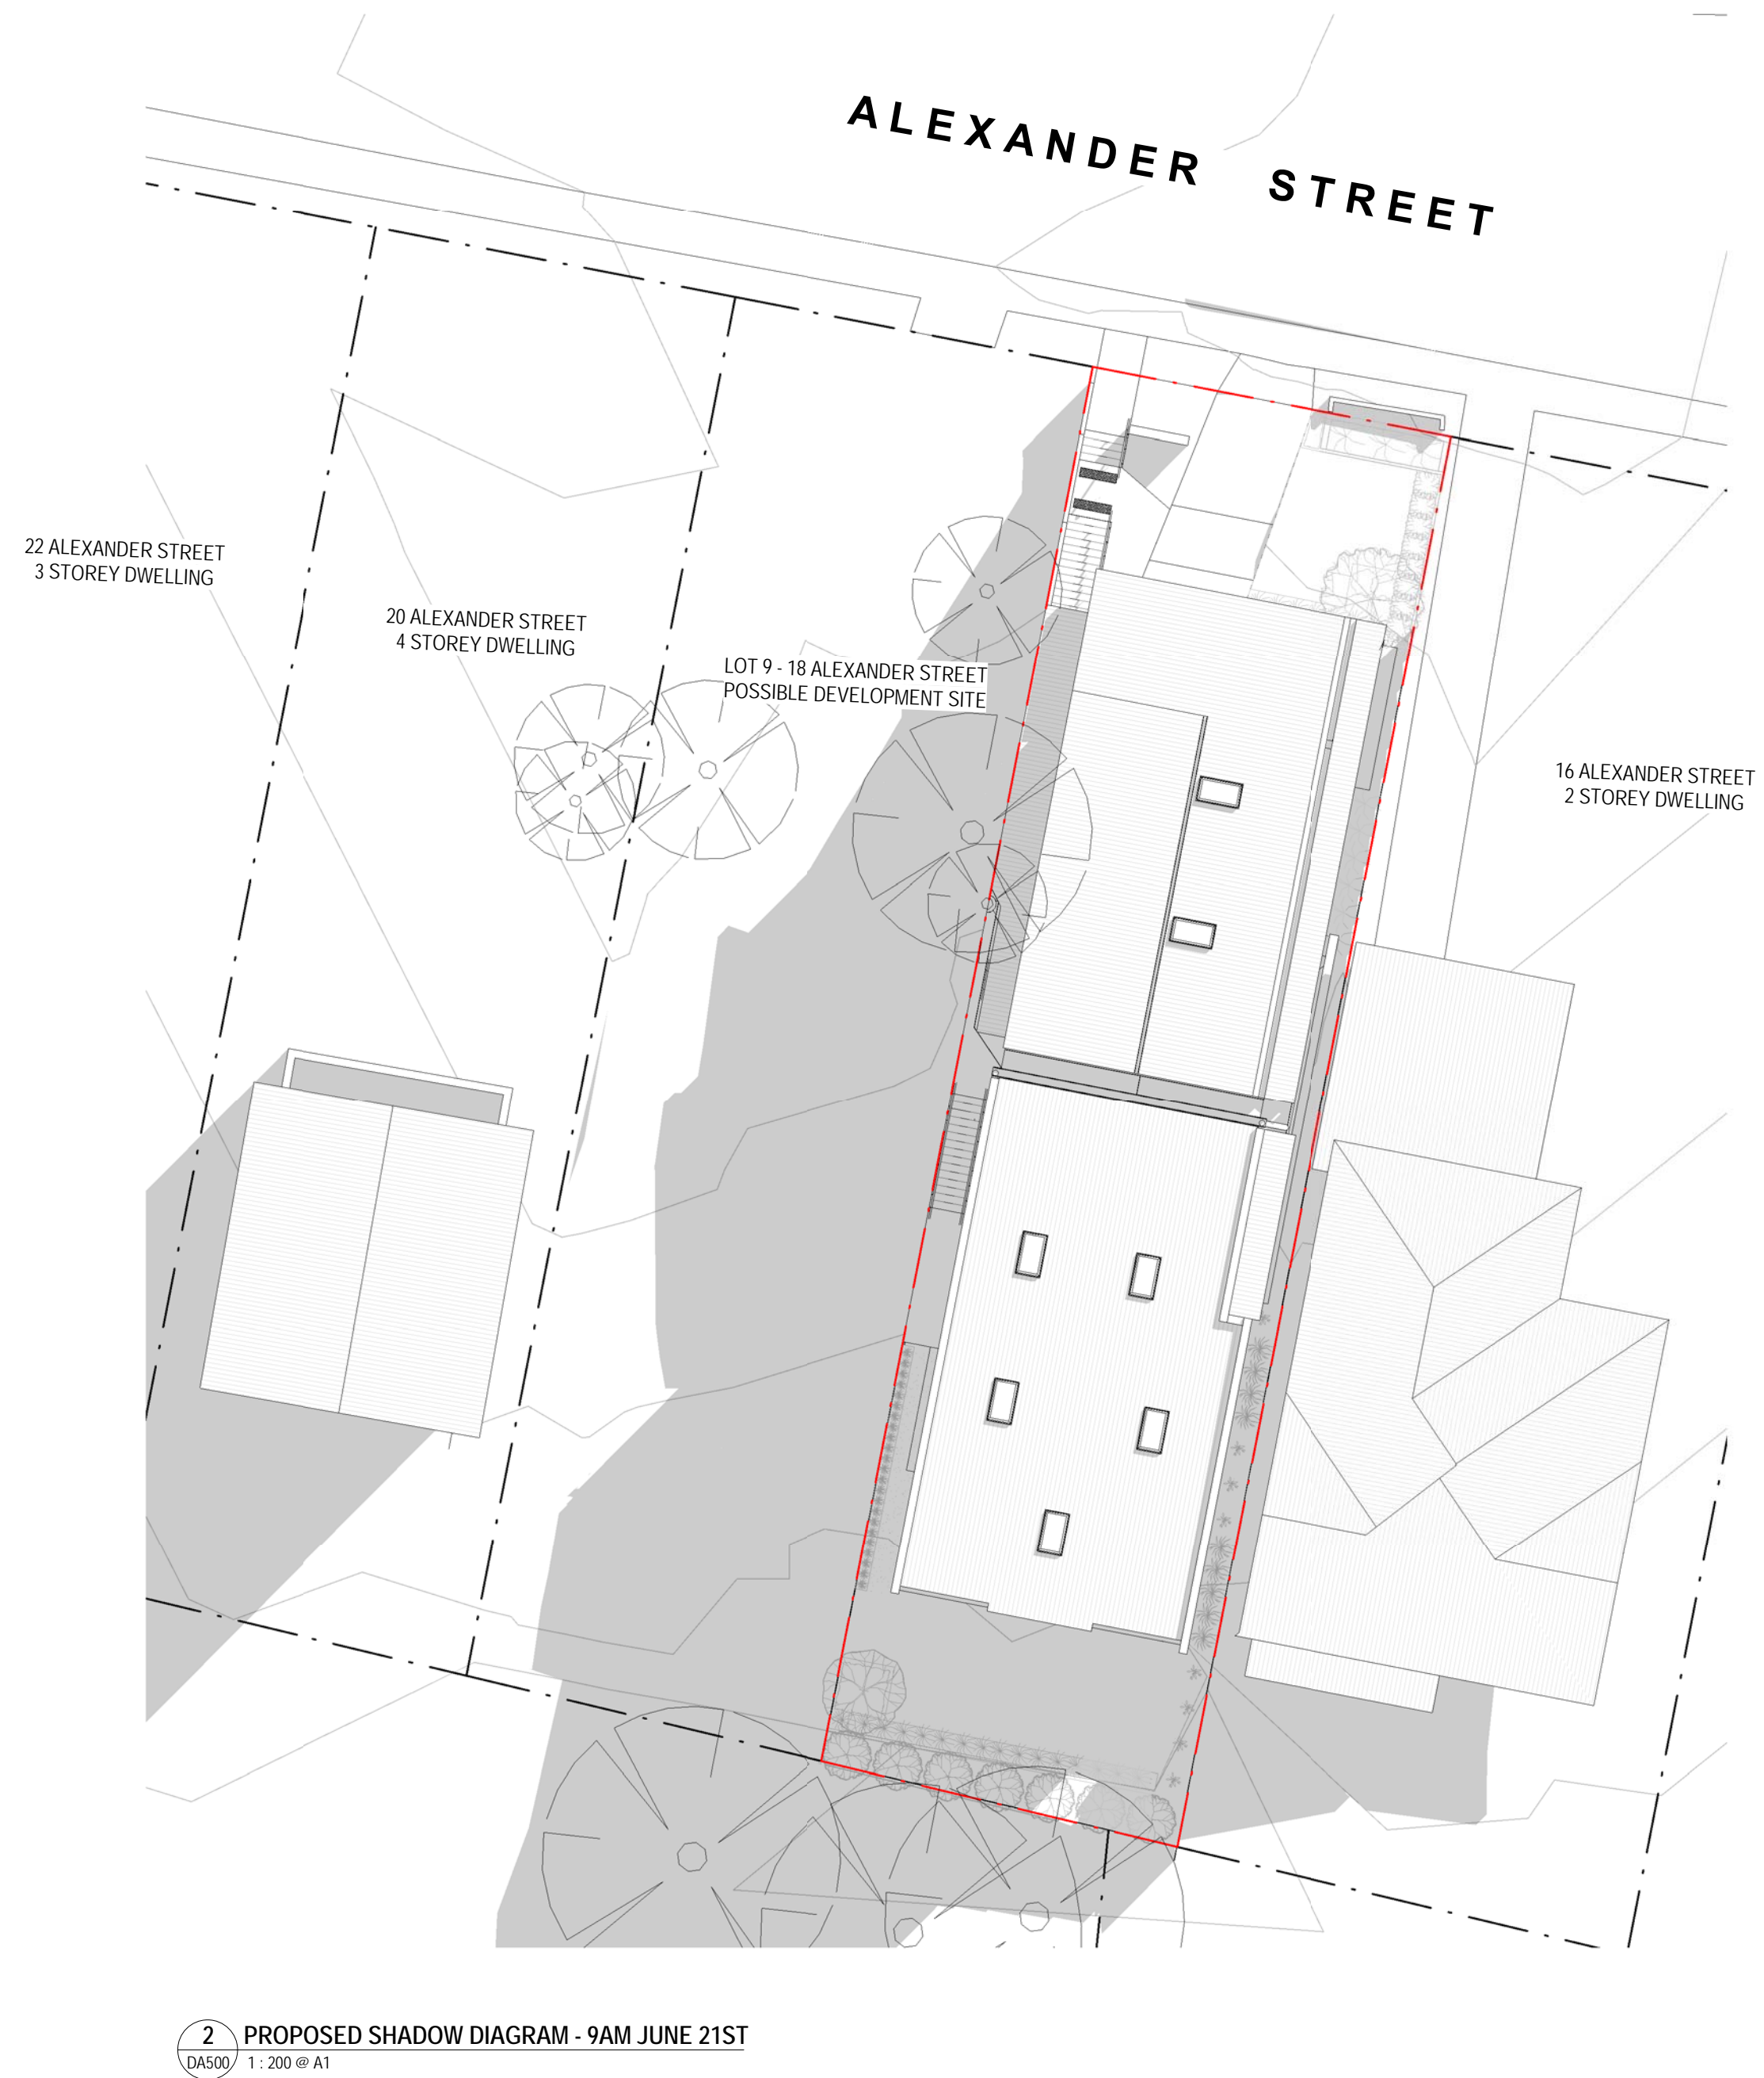 ALEXANDER STREET
22 ALEXANDER STREET
3 STOREY DWELLING
20 ALEXANDER STREET
4 STOREY DWELLING
LOT 9 - 18 ALEXANDER STREET
POSSIBLE DEVELOPMENT SITE
16 ALEXANDER STREET
2 STOREY DWELLING
2 PROPOSED SHADOW DIAGRAM - 9AM JUNE 21ST
DA500 1 : 200 @ A1